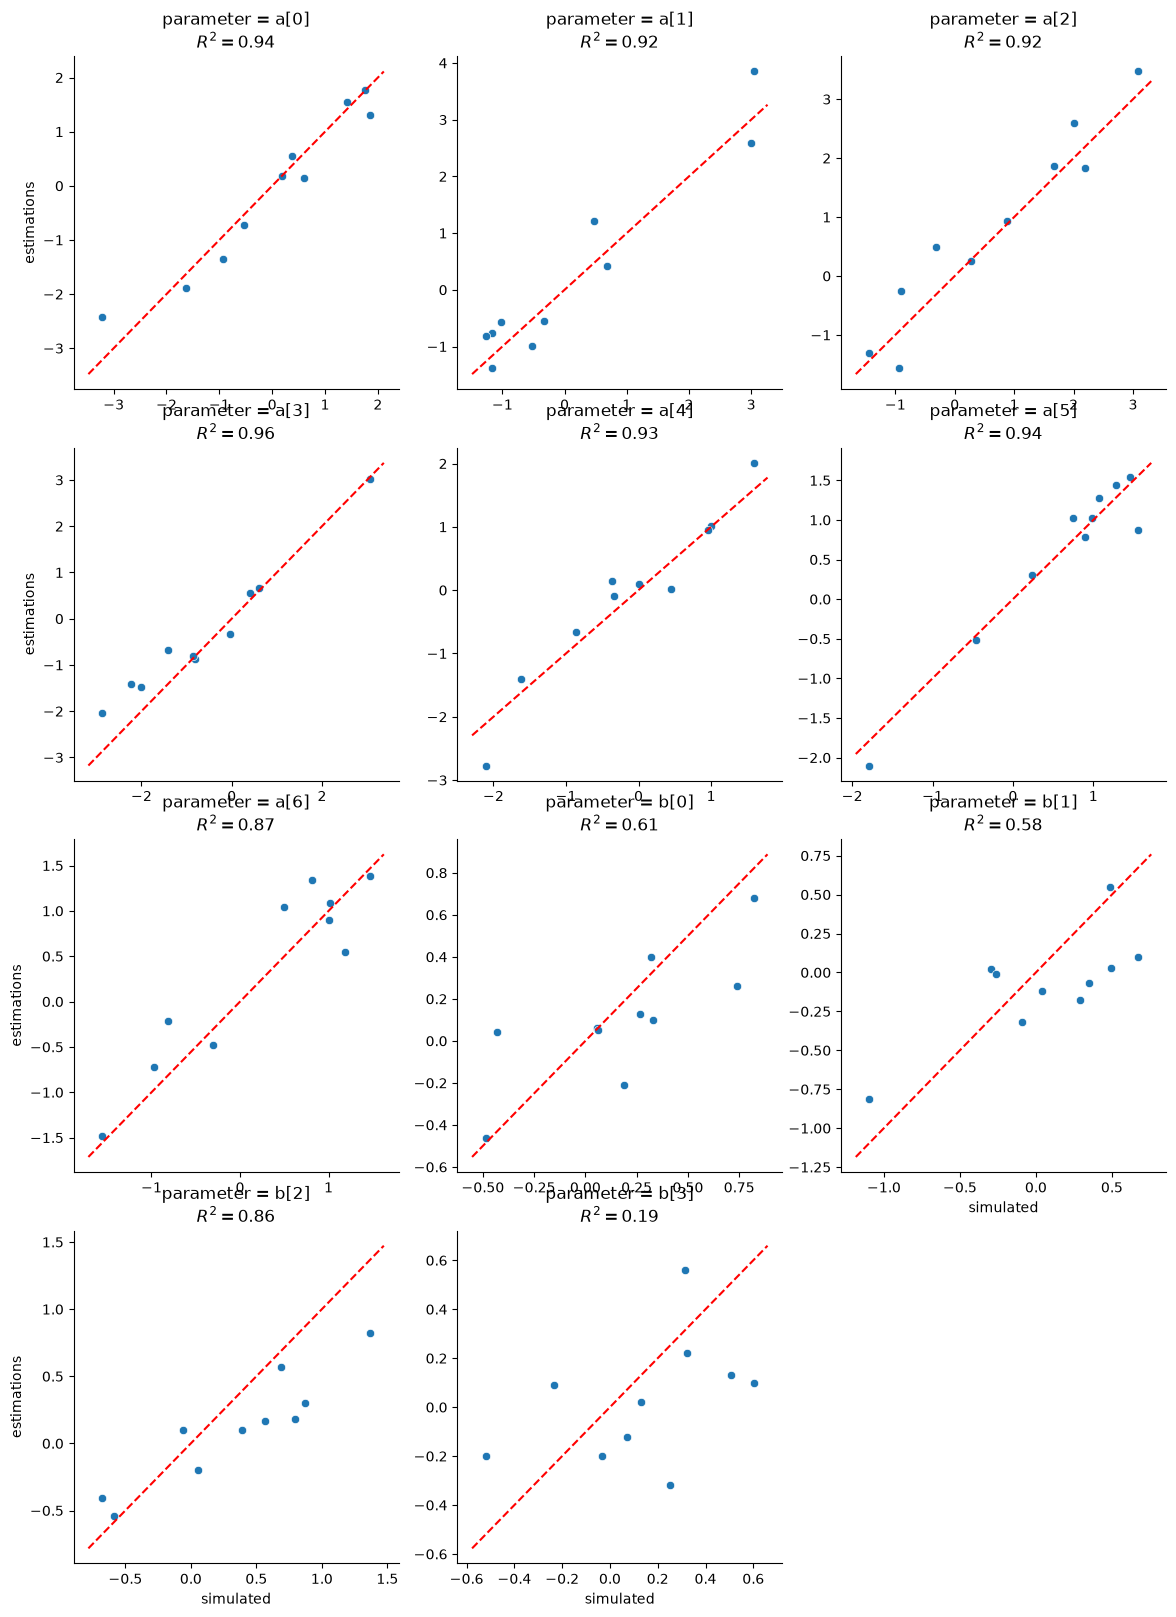 parameter = a[0]
R² = 0.94
parameter = a[1]
R² = 0.92
parameter = a[2]
R² = 0.92
2
1
0
−1
−2
−3
estimations
−3 −2 −1 0 1 2
4
3
2
1
0
−1
−1 0 1 2 3
3
2
1
0
−1
−1 0 1 2 3
parameter = a[3]
R² = 0.96
parameter = a[4]
R² = 0.93
parameter = a[5]
R² = 0.94
3
2
1
0
−1
−2
−3
estimations
−2 0 2
2
1
0
−1
−2
−3
−2 −1 0 1
1.5
1.0
0.5
0.0
−0.5
−1.0
−1.5
−2.0
−2 −1 0 1
parameter = a[6]
R² = 0.87
parameter = b[0]
R² = 0.61
parameter = b[1]
R² = 0.58
1.5
1.0
0.5
0.0
−0.5
−1.0
−1.5
estimations
−1 0 1
0.8
0.6
0.4
0.2
0.0
−0.2
−0.4
−0.6
−0.50 −0.25 0.00 0.25 0.50 0.75
0.75
0.50
0.25
0.00
−0.25
−0.50
−0.75
−1.00
−1.25
−1.0 −0.5 0.0 0.5
simulated
parameter = b[2]
R² = 0.86
parameter = b[3]
R² = 0.19
1.5
1.0
0.5
0.0
−0.5
estimations
−0.5 0.0 0.5 1.0 1.5
simulated
0.6
0.4
0.2
0.0
−0.2
−0.4
−0.6
−0.6 −0.4 −0.2 0.0 0.2 0.4 0.6
simulated